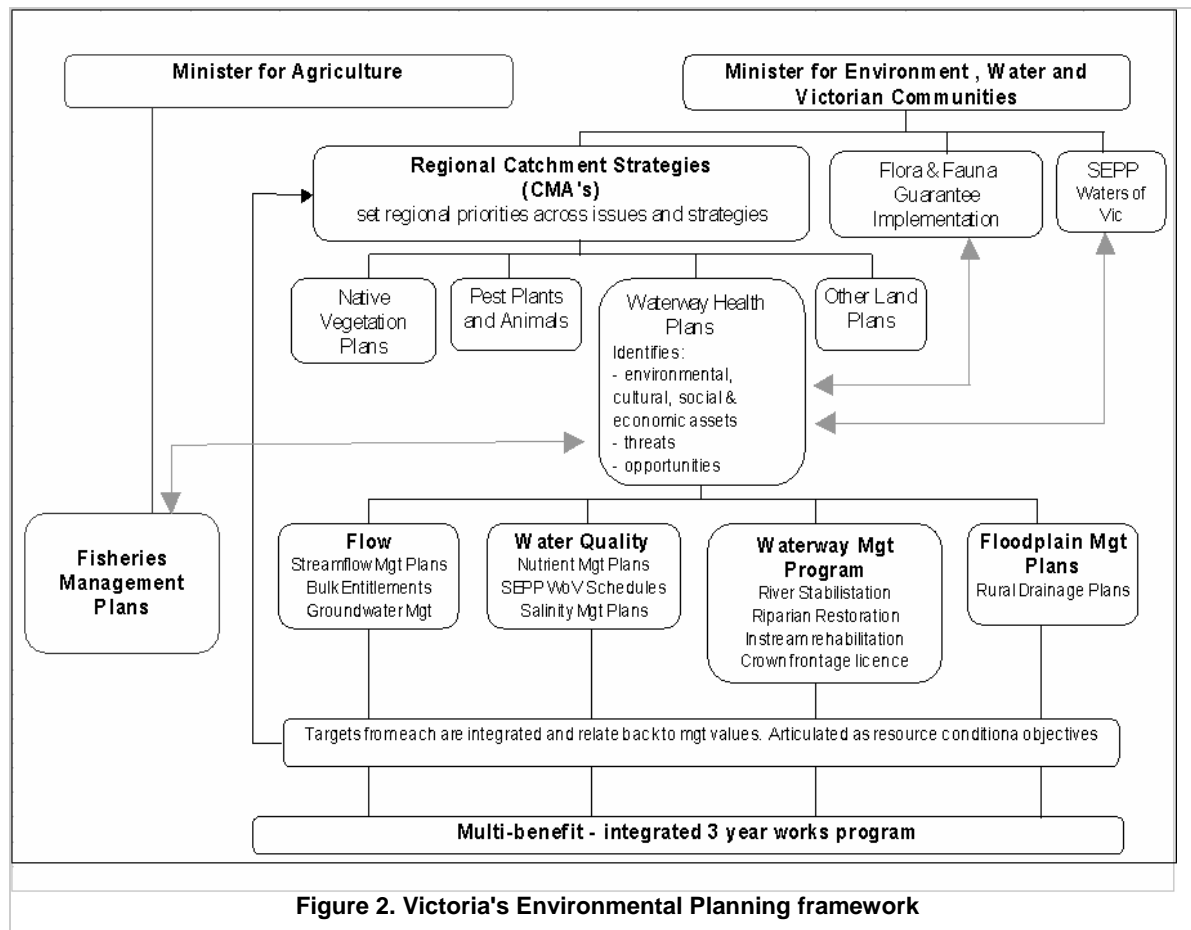 Minister for Agriculture
Minister for Environment , Water and
Victorian Communities
Regional Catchment Strategies
(CMA's)
set regional priorities across issues and strategies
Flora & Fauna
Guarantee
Implementation
SEPP
Waters of
Vic
Native
Vegetation
Plans
Pest Plants
and Animals
Waterway Health
Plans
Identifies:
- environmental,
cultural, social &
economic assets
- threats
- opportunities
Other Land
Plans
Fisheries
Management
Plans
Flow
Streamflow Mgt Plans
Bulk Entitlements
Groundwater Mgt
Water Quality
Nutrient Mgt Plans
SEPP WoV Schedules
Salinity Mgt Plans
Waterway Mgt
Program
River Stabilistation
Riparian Restoration
Instream rehabilitation
Crown frontage licence
Floodplain Mgt
Plans
Rural Drainage Plans
Targets from each are integrated and relate back to mgt values. Articulated as resource conditiona objectives
Multi-benefit - integrated 3 year works program
Figure 2. Victoria's Environmental Planning framework